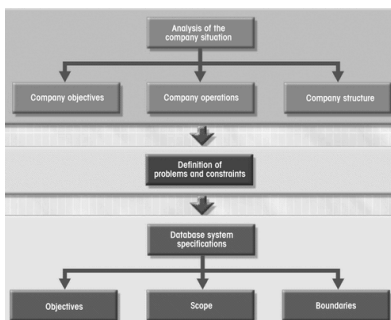 Analysis of the
company situation
Company objectives
Company operations
Company structure
Definition of
problems and constraints
Database system
specifications
Objectives
Scope
Boundaries